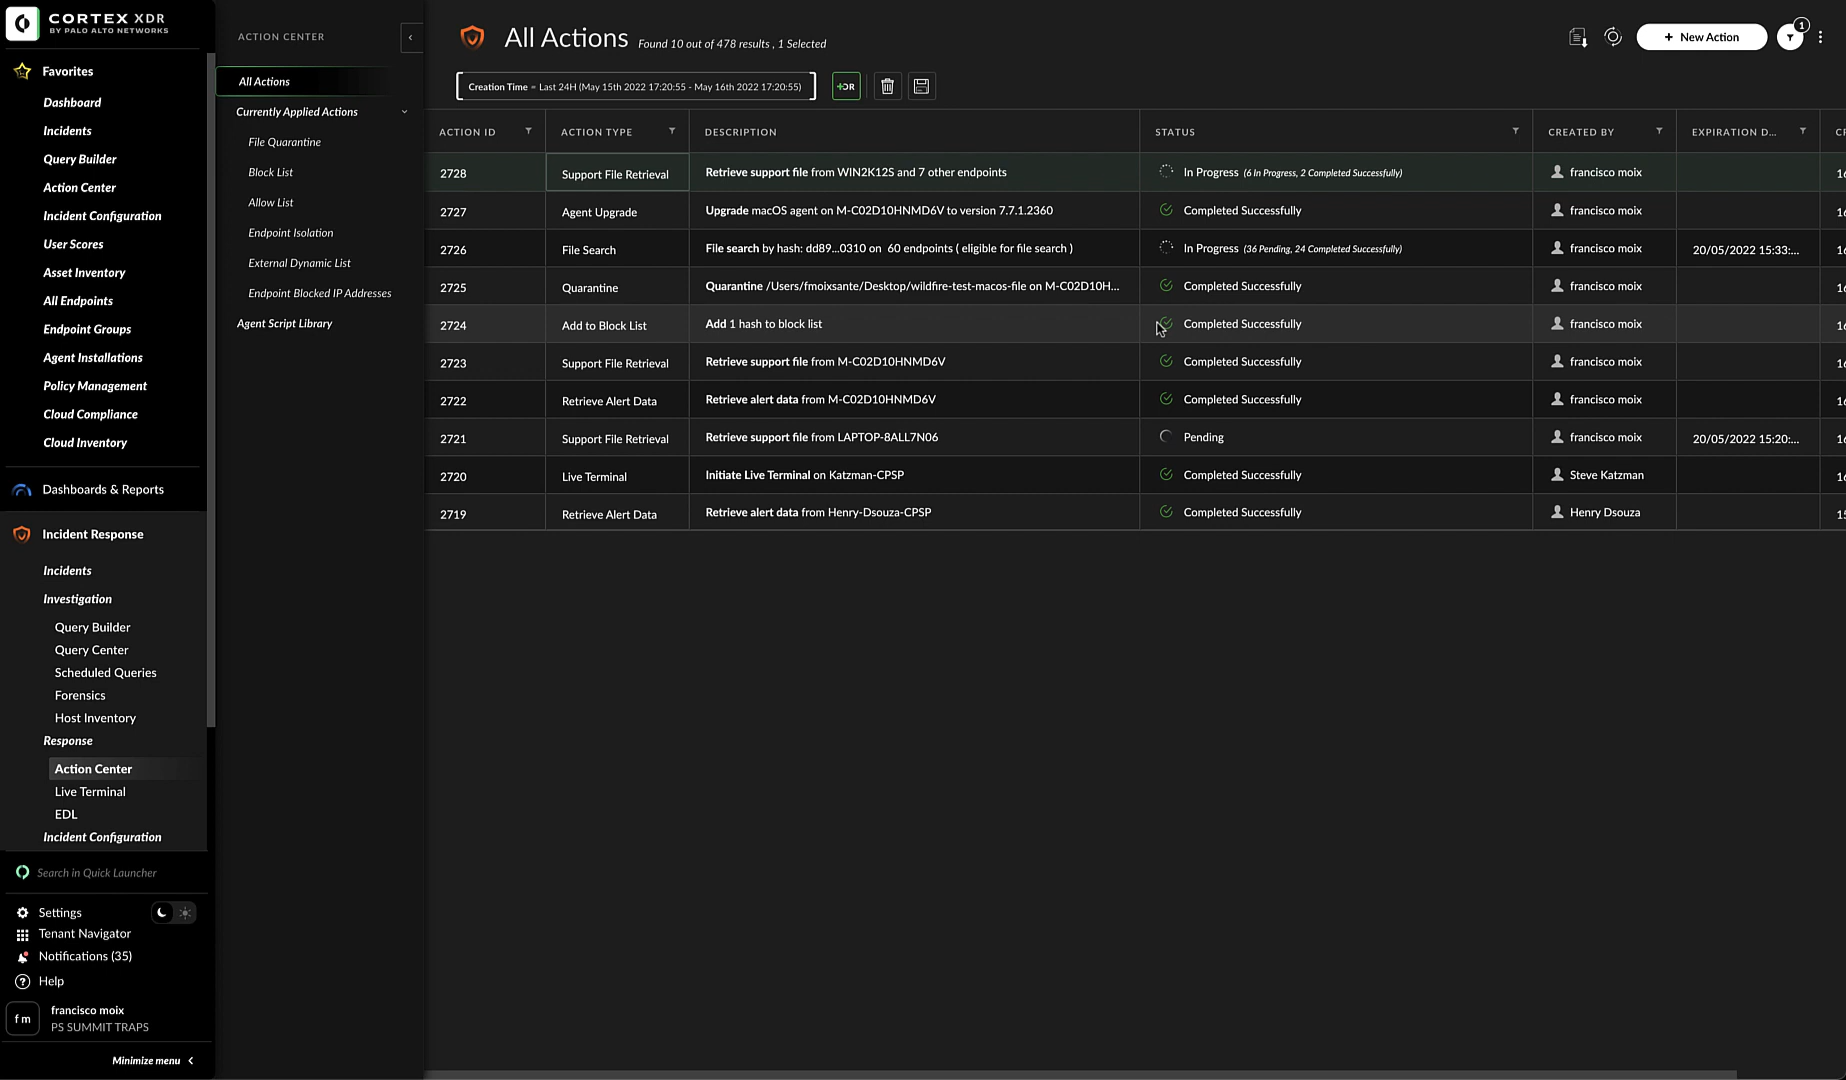 CORTEX XDR
BY PALO ALTO NETWORKS
Favorites
Dashboard
Incidents
Query Builder
Action Center
Incident Configuration
User Scores
Asset Inventory
All Endpoints
Endpoint Groups
Agent Installations
Policy Management
Cloud Compliance
Cloud Inventory
Dashboards & Reports
Incident Response
Incidents
Investigation
Query Builder
Query Center
Scheduled Queries
Forensics
Host Inventory
Response
Action Center
Live Terminal
EDL
Incident Configuration
Search in Quick Launcher
Settings
Tenant Navigator
Notifications (35)
Help
f m
francisco moix
PS SUMMIT TRAPS
Minimize menu
ACTION CENTER
All Actions
Currently Applied Actions
File Quarantine
Block List
Allow List
Endpoint Isolation
External Dynamic List
Endpoint Blocked IP Addresses
Agent Script Library
All Actions Found 10 out of 478 results , 1 Selected
+ New Action
1
Creation Time = Last 24H (May 15th 2022 17:20:55 - May 16th 2022 17:20:55)
+OR
ACTION ID ACTION TYPE DESCRIPTION STATUS CREATED BY EXPIRATION D... CR
2728 Support File Retrieval Retrieve support file from WIN2K12S and 7 other endpoints In Progress (6 In Progress, 2 Completed Successfully) francisco moix 16
2727 Agent Upgrade Upgrade macOS agent on M-C02D10HNMD6V to version 7.7.1.2360 Completed Successfully francisco moix 16
2726 File Search File search by hash: dd89...0310 on 60 endpoints ( eligible for file search ) In Progress (36 Pending, 24 Completed Successfully) francisco moix 20/05/2022 15:33:... 16
2725 Quarantine Quarantine /Users/fmoixsante/Desktop/wildfire-test-macos-file on M-C02D10H... Completed Successfully francisco moix 16
2724 Add to Block List Add 1 hash to block list Completed Successfully francisco moix 16
2723 Support File Retrieval Retrieve support file from M-C02D10HNMD6V Completed Successfully francisco moix 16
2722 Retrieve Alert Data Retrieve alert data from M-C02D10HNMD6V Completed Successfully francisco moix 16
2721 Support File Retrieval Retrieve support file from LAPTOP-8ALL7N06 Pending francisco moix 20/05/2022 15:20:... 16
2720 Live Terminal Initiate Live Terminal on Katzman-CPSP Completed Successfully Steve Katzman 16
2719 Retrieve Alert Data Retrieve alert data from Henry-Dsouza-CPSP Completed Successfully Henry Dsouza 15